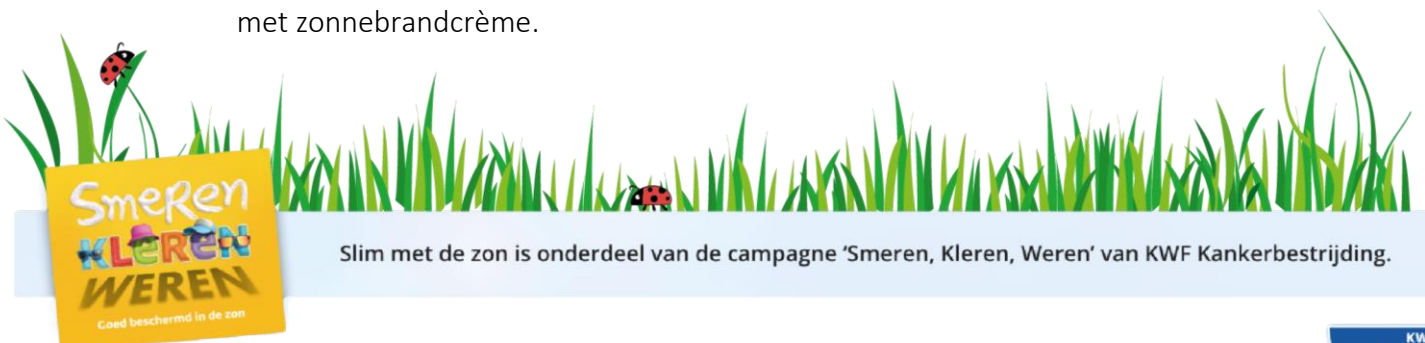 met zonnebrandcrème.
Smeren
KLEREN
WEREN
Goed beschermd in de zon
Slim met de zon is onderdeel van de campagne ‘Smeren, Kleren, Weren’ van KWF Kankerbestrijding.